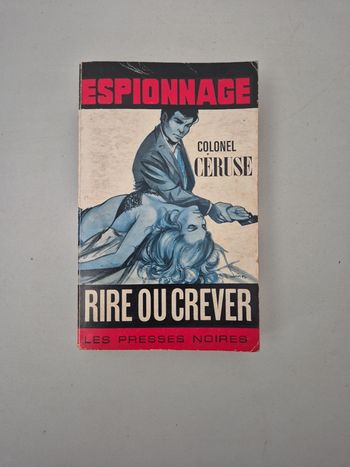 ESPIONNAGE
COLONEL
CÉRUSE
RIRE OU CREVER
LES PRESSES NOIRES